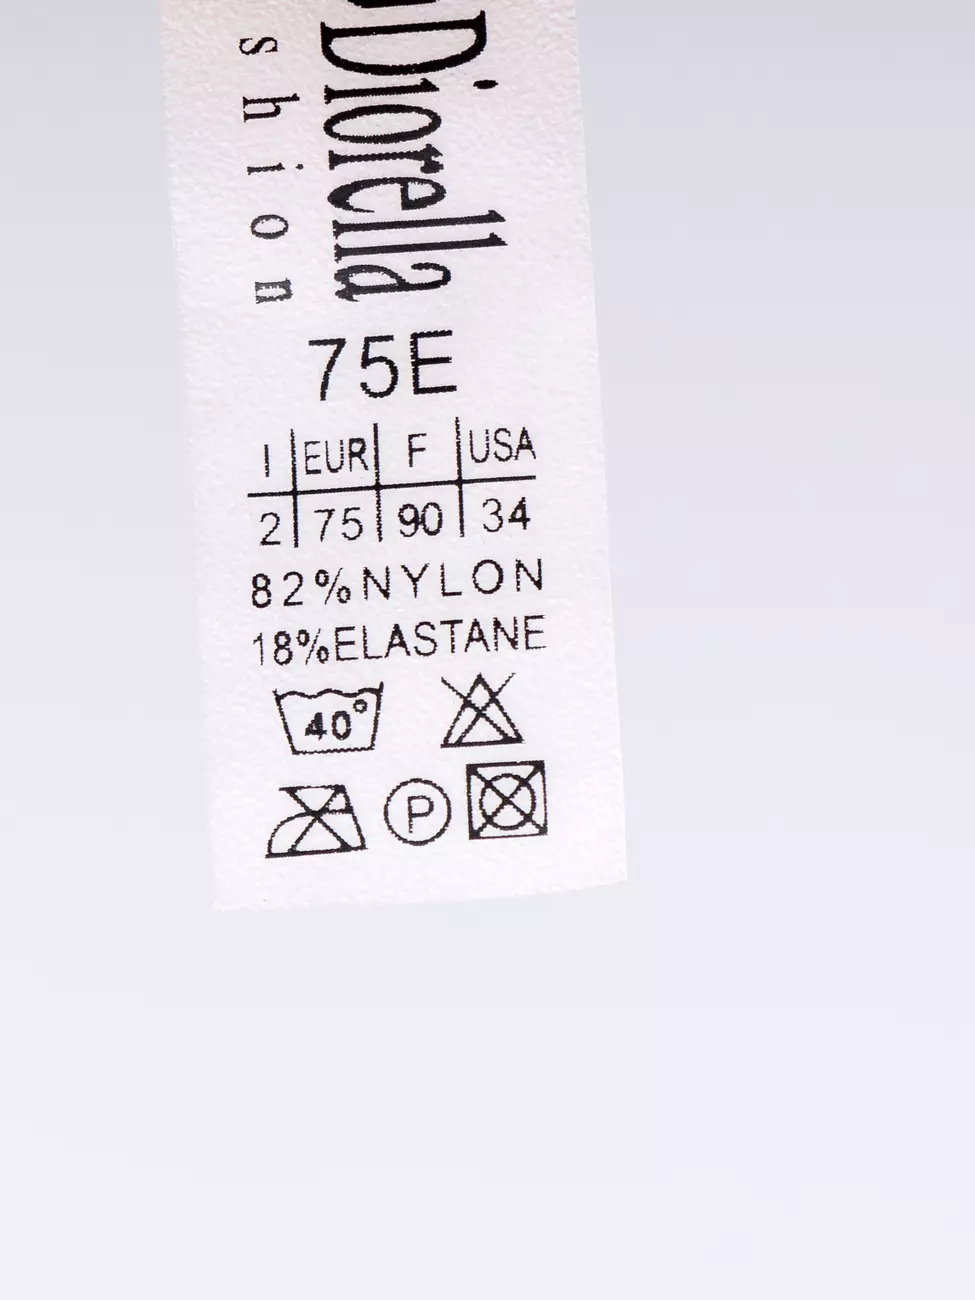 Diorella
shion
75E
I EUR F USA
2 75 90 34
82%NYLON
18%ELASTANE
40°
P